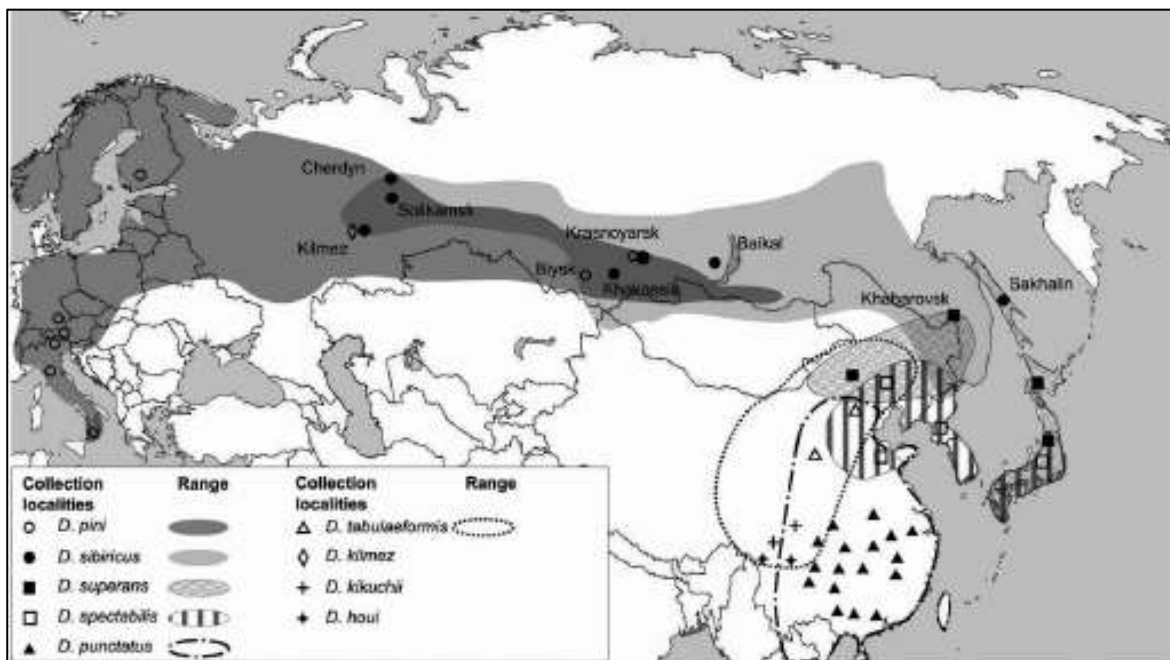 Cherdyn
Solikamsk
Kilmez
Krasnoyarsk
Biysk
Khakassia
Baikal
Sakhalin
Khabarovsk
Collection localities Range Collection localities Range
D. pini D. tabulaeformis
D. sibiricus D. kilmez
D. superans D. kikuchii
D. spectabilis D. houi
D. punctatus